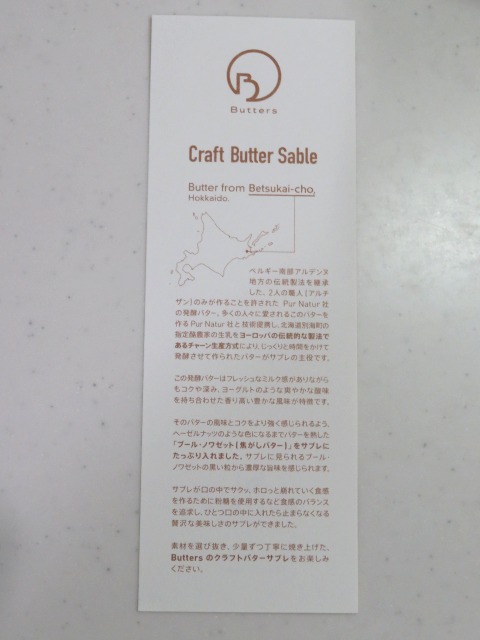 B
Butters
Craft Butter Sable
Butter from Betsukai-cho,
Hokkaido.
ベルギー南部アルデンヌ
地方の伝統製法を継承
した、2人の職人［アルチ
ザン］のみが作ることを許された Pur Natur 社
の発酵バター。多くの人々に愛されるこのバターを
作る Pur Natur 社と技術提携し、北海道別海町の
指定酪農家の生乳をヨーロッパの伝統的な製法で
あるチャーン生産方式により、じっくりと時間をかけて
発酵させて作られたバターがサブレの主役です。
この発酵バターはフレッシュなミルク感がありながら
もコクや深み、ヨーグルトのような爽やかな酸味
を持ち合わせた香り高い豊かな風味が特徴です。
そのバターの風味とコクをより強く感じられるよう、
ヘーゼルナッツのような色になるまでバターを熱した
「ブール・ノワゼット［焦がしバター］」をサブレに
たっぷり入れました。サブレに見られるブール・
ノワゼットの黒い粒から濃厚な旨味を感じられます。
サブレが口の中でサクッ、ホロっと崩れていく食感
を作るために粉糖を使用するなど食感のバランス
を追求し、ひとつ口の中に入れたら止まらなくなる
贅沢な美味しさのサブレができました。
素材を選び抜き、少量ずつ丁寧に焼き上げた、
Butters のクラフトバターサブレをお楽しみ
ください。